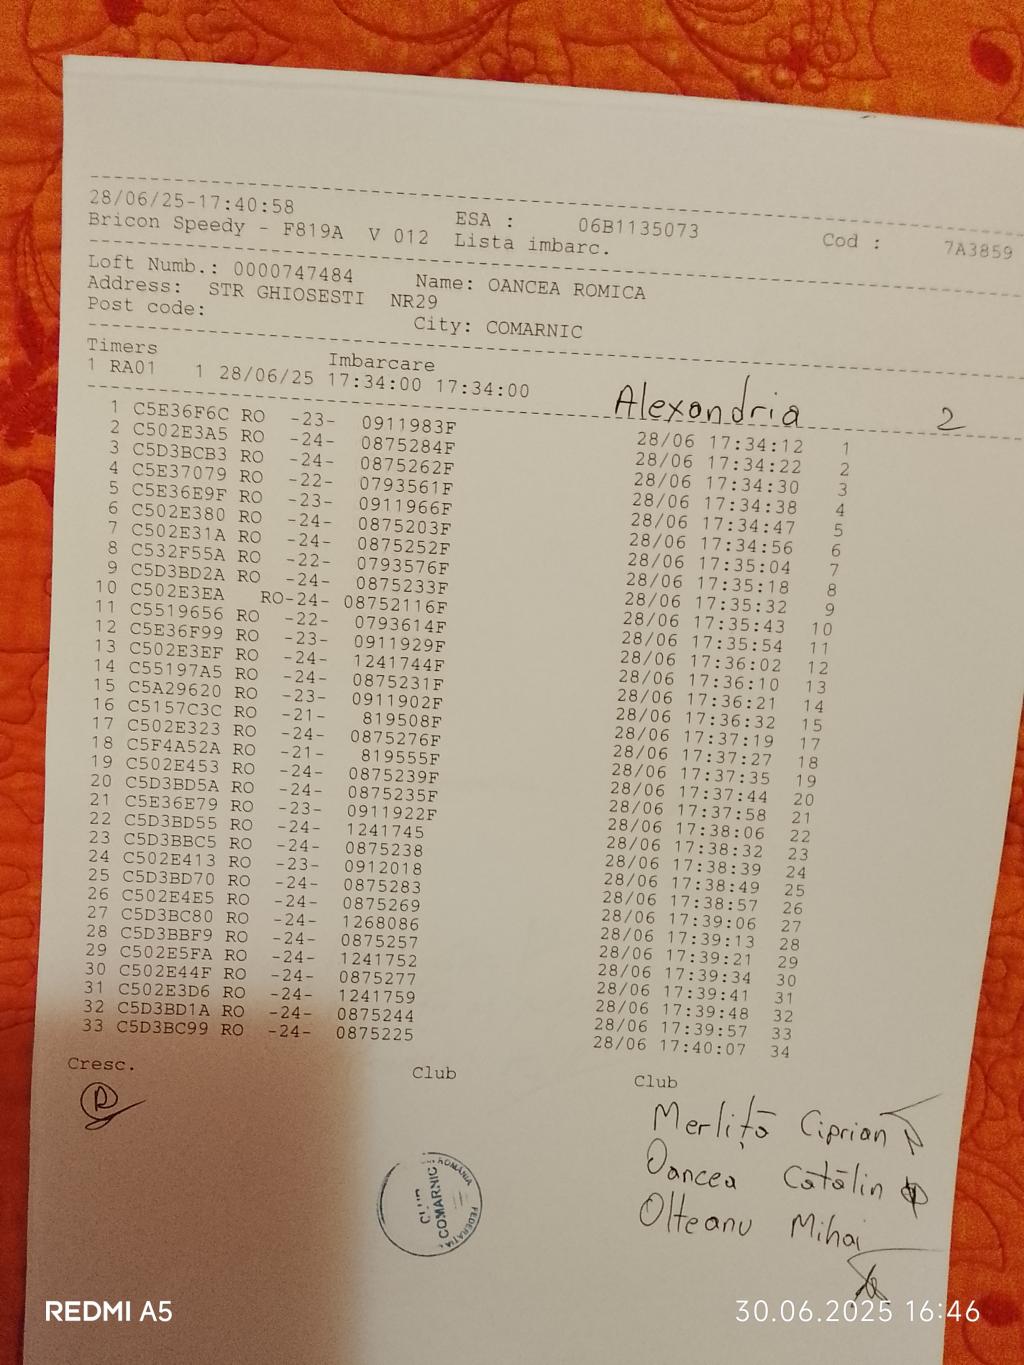 28/06/25-17:40:58 ESA : 06B1135073 Cod : 7A3859
Bricon Speedy - F819A V 012 Lista imbarc.
Loft Numb.: 0000747484 Name: OANCEA ROMICA
Address: STR GHIOSESTI NR29
Post code: City: COMARNIC
Timers Imbarcare
1 RA01 1 28/06/25 17:34:00 17:34:00
Alexandria 2
1 C5E36F6C RO -23- 0911983F 28/06 17:34:12 1
2 C502E3A5 RO -24- 0875284F 28/06 17:34:22 2
3 C5D3BCB3 RO -24- 0875262F 28/06 17:34:30 3
4 C5E37079 RO -22- 0793561F 28/06 17:34:38 4
5 C5E36E9F RO -23- 0911966F 28/06 17:34:47 5
6 C502E380 RO -24- 0875203F 28/06 17:34:56 6
7 C502E31A RO -24- 0875252F 28/06 17:35:04 7
8 C532F55A RO -22- 0793576F 28/06 17:35:18 8
9 C5D3BD2A RO -24- 0875233F 28/06 17:35:32 9
10 C502E3EA RO-24- 08752116F 28/06 17:35:43 10
11 C5519656 RO -22- 0793614F 28/06 17:35:54 11
12 C5E36F99 RO -23- 0911929F 28/06 17:36:02 12
13 C502E3EF RO -24- 1241744F 28/06 17:36:10 13
14 C55197A5 RO -24- 0875231F 28/06 17:36:21 14
15 C5A29620 RO -23- 0911902F 28/06 17:36:32 15
16 C5157C3C RO -21- 819508F 28/06 17:37:19 17
17 C502E323 RO -24- 0875276F 28/06 17:37:27 18
18 C5F4A52A RO -21- 819555F 28/06 17:37:35 19
19 C502E453 RO -24- 0875239F 28/06 17:37:44 20
20 C5D3BD5A RO -24- 0875235F 28/06 17:37:58 21
21 C5E36E79 RO -23- 0911922F 28/06 17:38:06 22
22 C5D3BD55 RO -24- 1241745 28/06 17:38:32 23
23 C5D3BBC5 RO -24- 0875238 28/06 17:38:39 24
24 C502E413 RO -23- 0912018 28/06 17:38:49 25
25 C5D3BD70 RO -24- 0875283 28/06 17:38:57 26
26 C502E4E5 RO -24- 0875269 28/06 17:39:06 27
27 C5D3BC80 RO -24- 1268086 28/06 17:39:13 28
28 C5D3BBF9 RO -24- 0875257 28/06 17:39:21 29
29 C502E5FA RO -24- 1241752 28/06 17:39:34 30
30 C502E44F RO -24- 0875277 28/06 17:39:41 31
31 C502E3D6 RO -24- 1241759 28/06 17:39:48 32
32 C5D3BD1A RO -24- 0875244 28/06 17:39:57 33
33 C5D3BC99 RO -24- 0875225 28/06 17:40:07 34
Cresc. Club Club
Merliță Ciprian
Oancea Cătălin
Olteanu Mihai
ROMÂNIA
COMARNIC
FEDERATIA
REDMI A5 30.06.2025 16:46